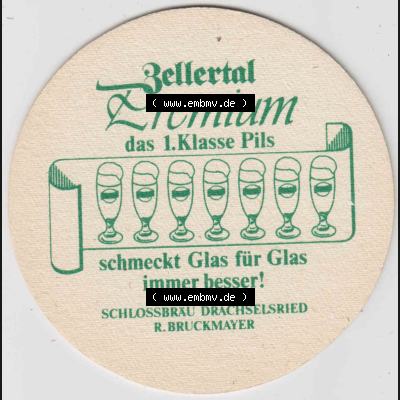 Zellertal
( www.embmv.de )
Premium
das 1. Klasse Pils
schmeckt Glas für Glas
immer besser!
( www.embmv.de )
SCHLOSSBRÄU DRACHSELSRIED
R. BRUCKMAYER